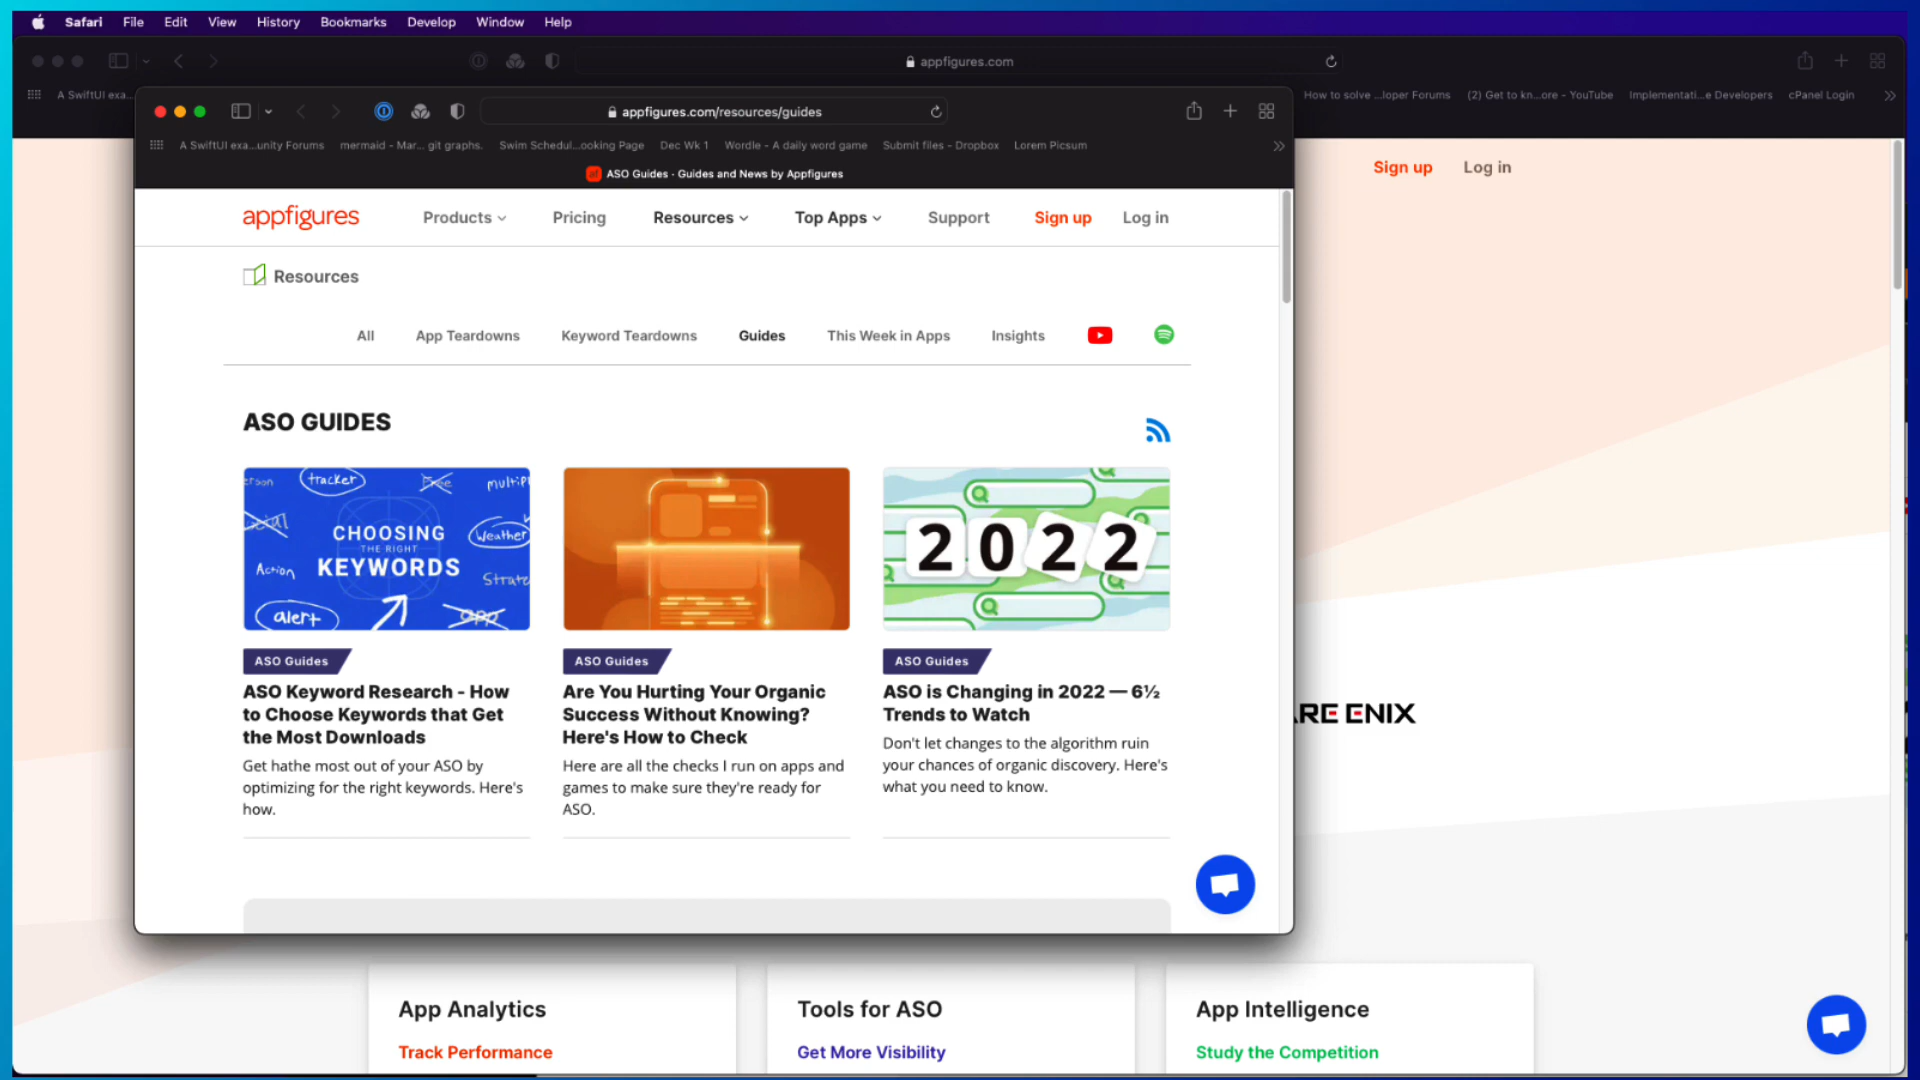 Safari File Edit View History Bookmarks Develop Window Help
appfigures.com
A SwiftUI exa...
How to solve ...loper Forums (2) Get to kn...ore - YouTube Implementati...e Developers cPanel Login
appfigures.com/resources/guides
A SwiftUI exa...unity Forums mermaid - Mar... git graphs. Swim Schedul...ooking Page Dec Wk 1 Wordle - A daily word game Submit files - Dropbox Lorem Picsum
ASO Guides - Guides and News by Appfigures
Sign up Log in
appfigures Products Pricing Resources Top Apps Support Sign up Log in
Resources
All App Teardowns Keyword Teardowns Guides This Week in Apps Insights
ASO GUIDES
tracker Free
CHOOSING
THE RIGHT
KEYWORDS
Weather
Action
alert app
2022
ASO Guides
ASO Keyword Research - How
to Choose Keywords that Get
the Most Downloads
Get hathe most out of your ASO by
optimizing for the right keywords. Here's
how.
ASO Guides
Are You Hurting Your Organic
Success Without Knowing?
Here's How to Check
Here are all the checks I run on apps and
games to make sure they're ready for
ASO.
ASO Guides
ASO is Changing in 2022 — 6½
Trends to Watch
Don't let changes to the algorithm ruin
your chances of organic discovery. Here's
what you need to know.
RE ENIX
App Analytics
Track Performance
Tools for ASO
Get More Visibility
App Intelligence
Study the Competition